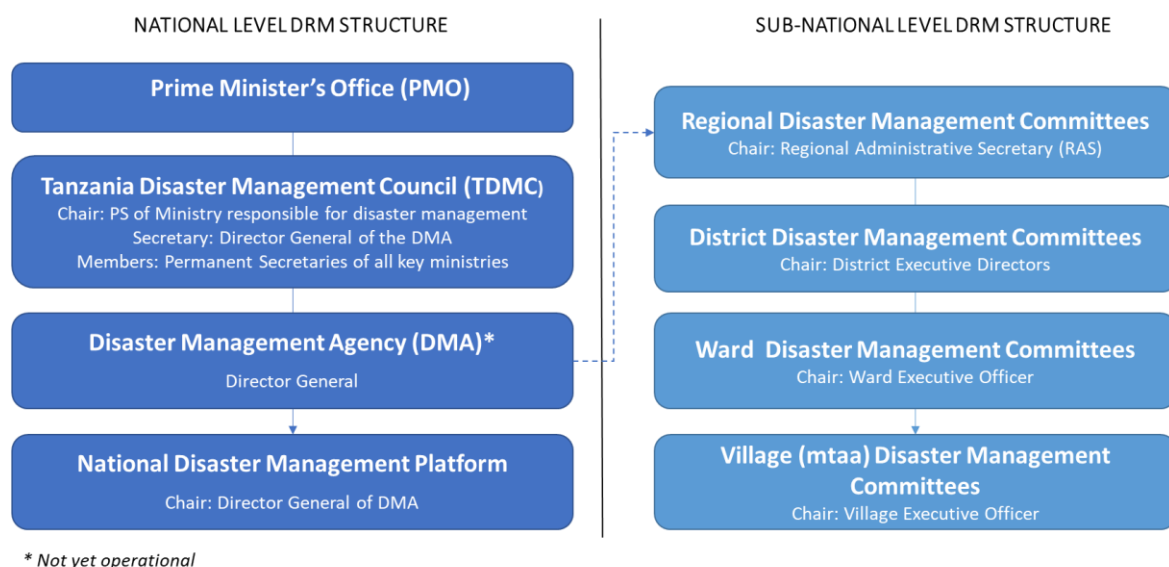 NATIONAL LEVEL DRM STRUCTURE
Prime Minister's Office (PMO)
Tanzania Disaster Management Council (TDMC)
Chair: PS of Ministry responsible for disaster management
Secretary: Director General of the DMA
Members: Permanent Secretaries of all key ministries
Disaster Management Agency (DMA)*
Director General
National Disaster Management Platform
Chair: Director General of DMA
* Not yet operational
SUB-NATIONAL LEVEL DRM STRUCTURE
Regional Disaster Management Committees
Chair: Regional Administrative Secretary (RAS)
District Disaster Management Committees
Chair: District Executive Directors
Ward Disaster Management Committees
Chair: Ward Executive Officer
Village (mtaa) Disaster Management
Committees
Chair: Village Executive Officer